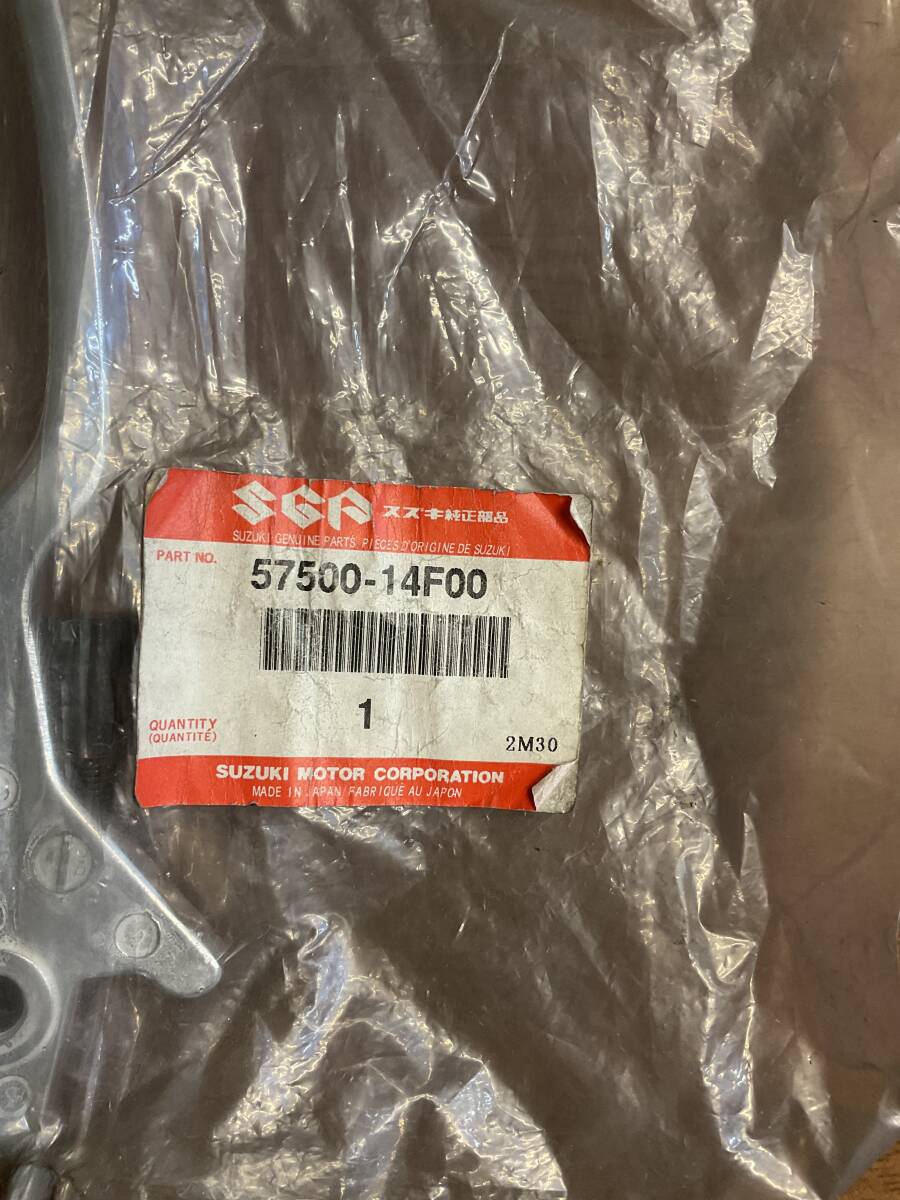 SGP スズキ純正部品
SUZUKI GENUINE PARTS PIECES D'ORIGINE DE SUZUKI
PART NO. 57500-14F00
1
QUANTITY
(QUANTITÉ)
2M30
SUZUKI MOTOR CORPORATION
MADE IN JAPAN/FABRIQUE AU JAPON